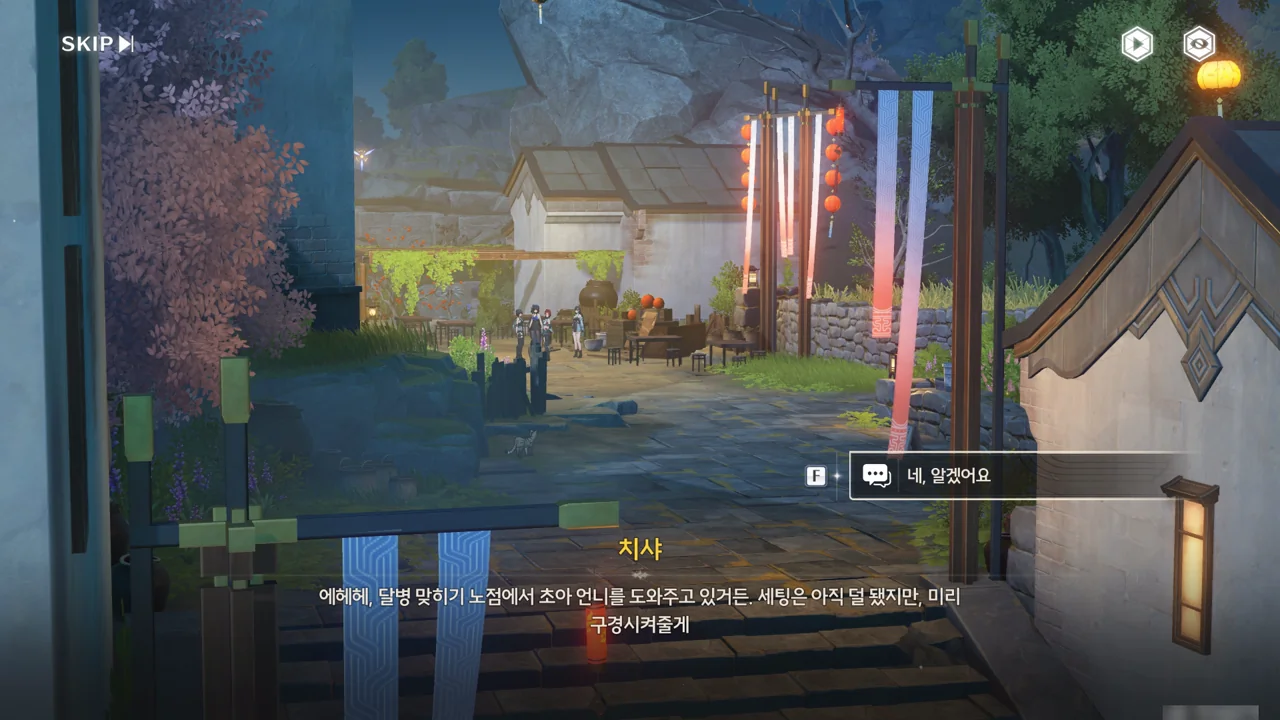 SKIP
F
네, 알겠어요
치샤
에헤헤, 달병 맞히기 노점에서 초아 언니를 도와주고 있거든. 세팅은 아직 덜 됐지만, 미리
구경시켜줄게